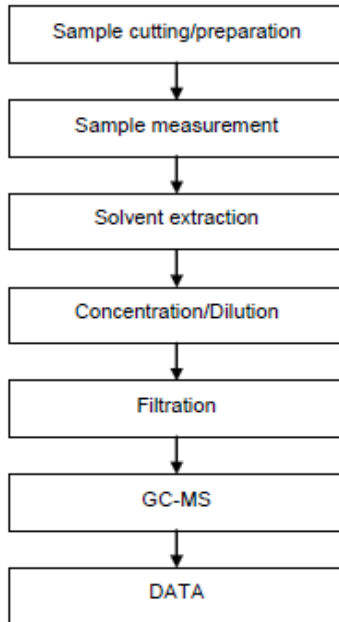 Sample cutting/preparation
Sample measurement
Solvent extraction
Concentration/Dilution
Filtration
GC-MS
DATA